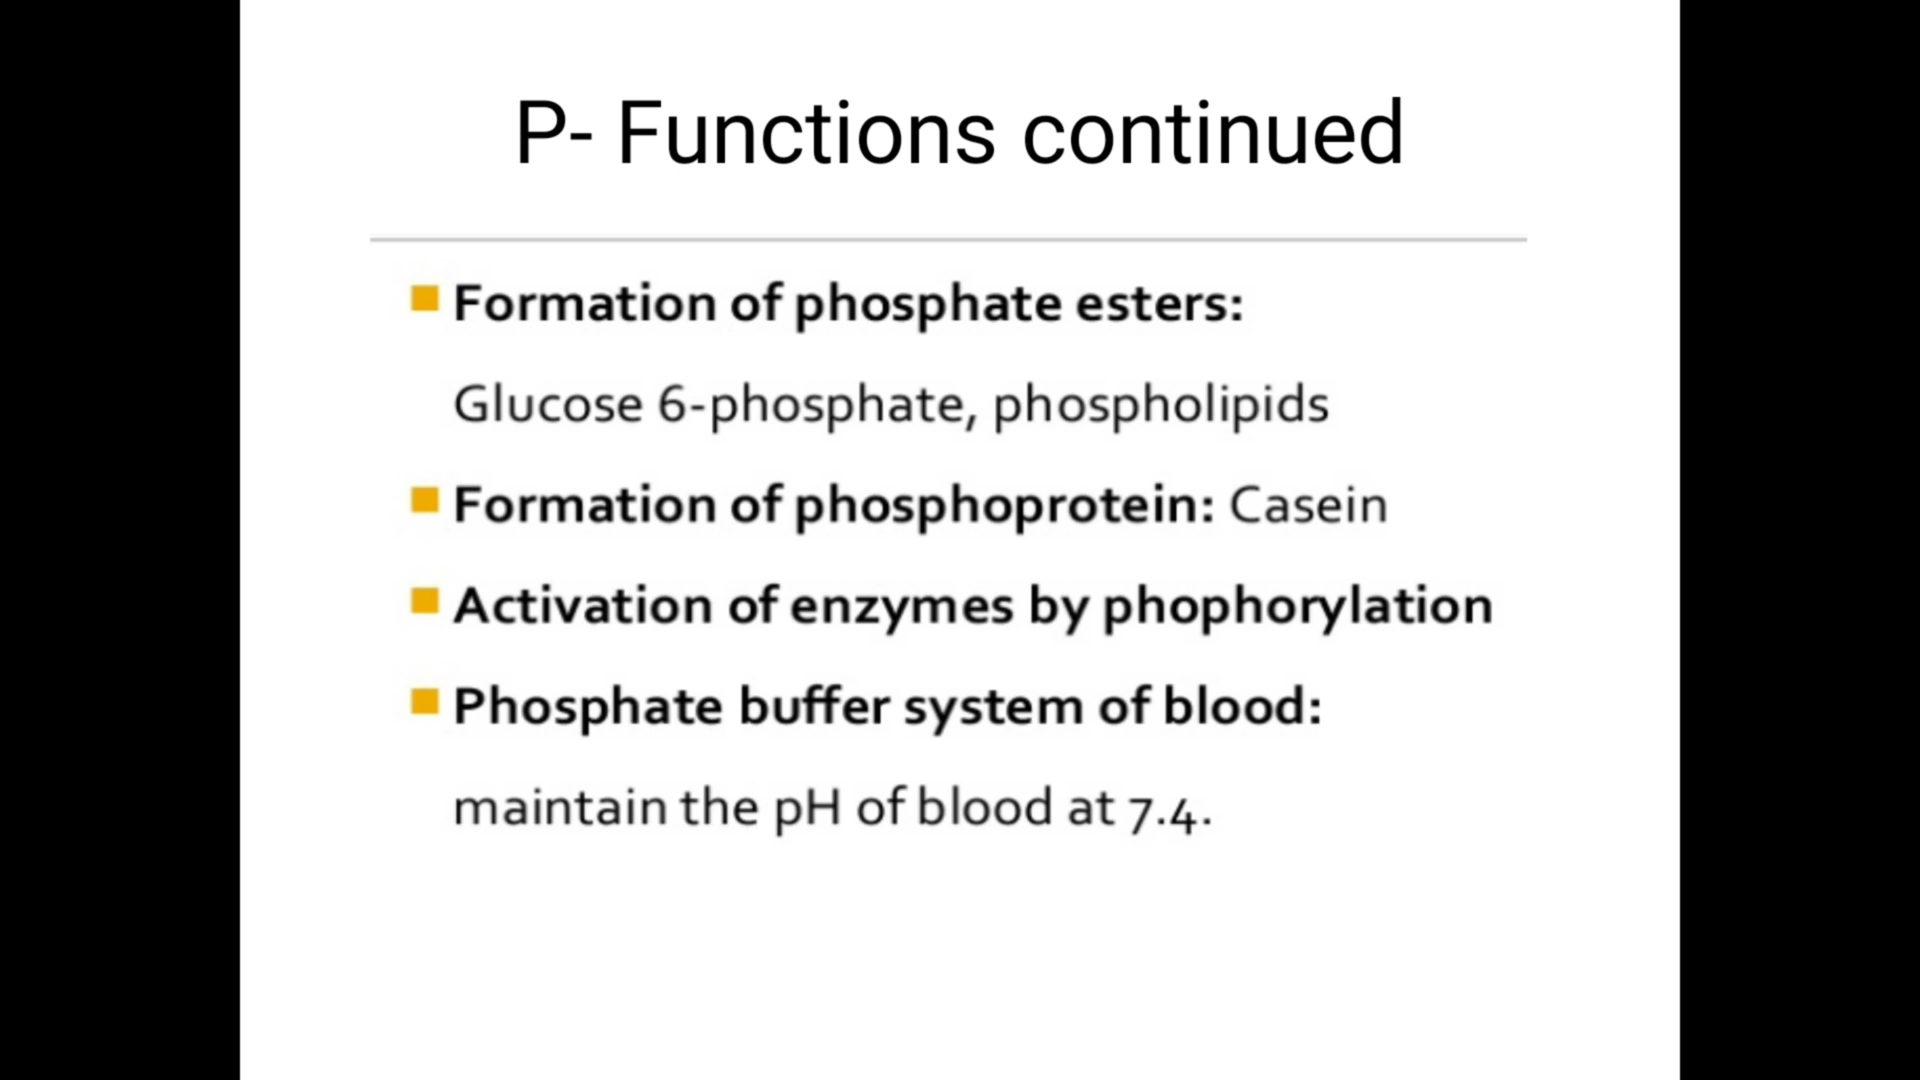 P- Functions continued
Formation of phosphate esters:
Glucose 6-phosphate, phospholipids
Formation of phosphoprotein: Casein
Activation of enzymes by phophorylation
Phosphate buffer system of blood:
maintain the pH of blood at 7.4.